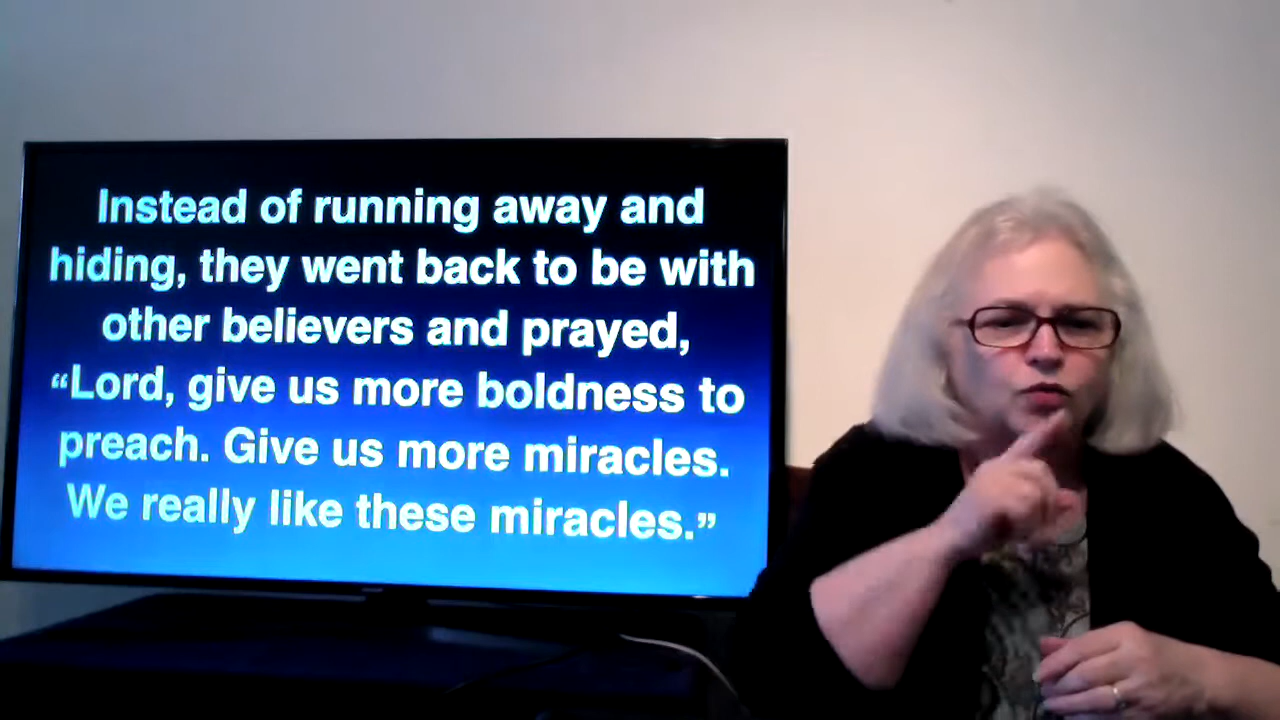 Instead of running away and
hiding, they went back to be with
other believers and prayed,
“Lord, give us more boldness to
preach. Give us more miracles.
We really like these miracles.”